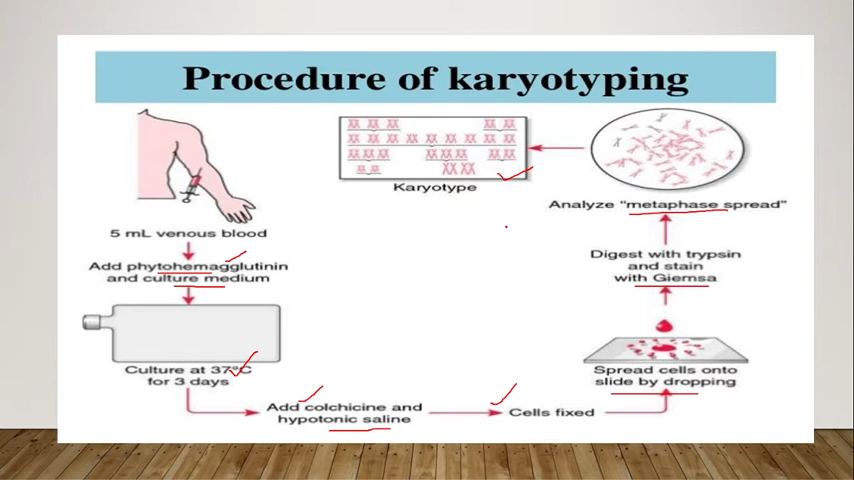 Procedure of karyotyping
5 mL venous blood
Add phytohemagglutinin
and culture medium
Culture at 37°C
for 3 days
Add colchicine and
hypotonic saline
Cells fixed
Spread cells onto
slide by dropping
Digest with trypsin
and stain
with Giemsa
Analyze "metaphase spread"
Karyotype